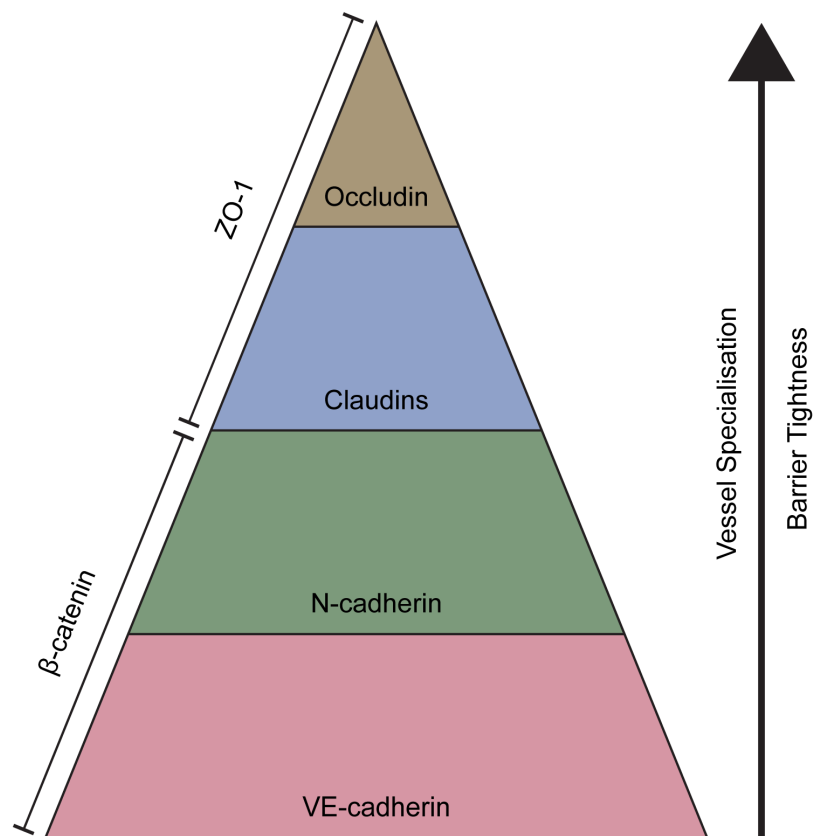 Occludin
ZO-1
Claudins
Vessel Specialisation
Barrier Tightness
N-cadherin
β-catenin
VE-cadherin